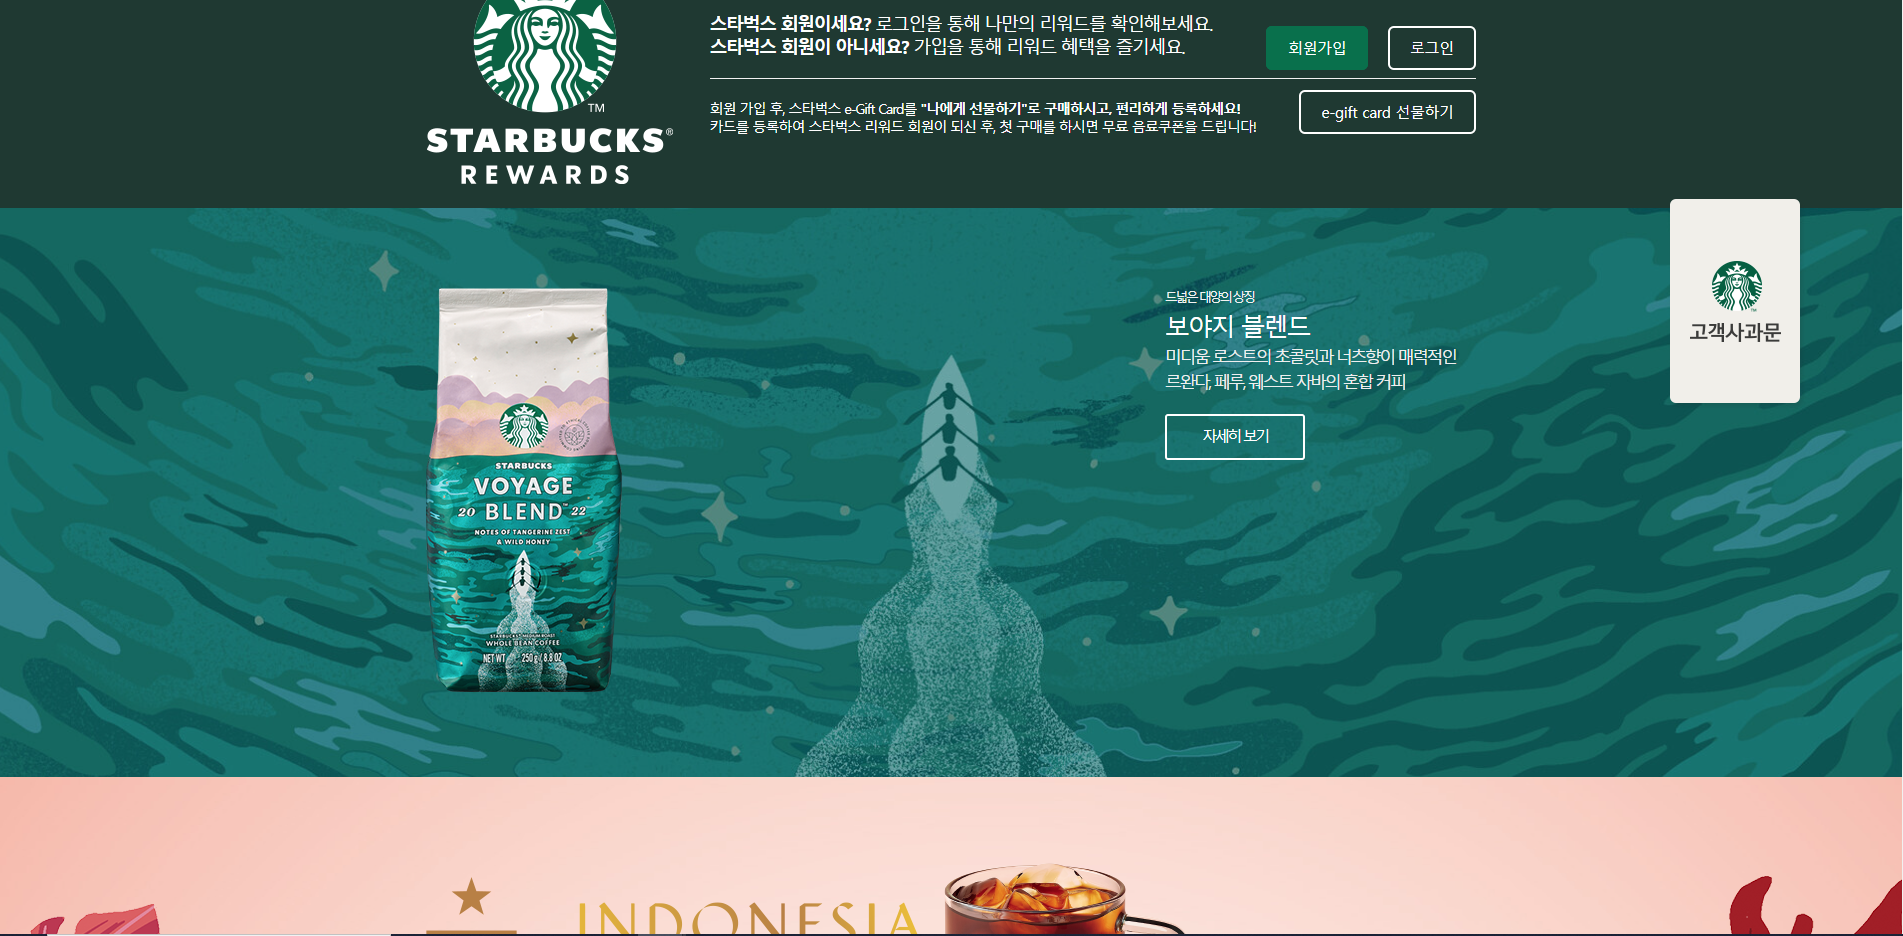 스타벅스 회원이세요? 로그인을 통해 나만의 리워드를 확인해보세요.
스타벅스 회원이 아니세요? 가입을 통해 리워드 혜택을 즐기세요.
회원가입
로그인
TM
STARBUCKS®
REWARDS
회원 가입 후, 스타벅스 e-Gift Card를 "나에게 선물하기"로 구매하시고, 편리하게 등록하세요!
카드를 등록하여 스타벅스 리워드 회원이 되신 후, 첫 구매를 하시면 무료 음료쿠폰을 드립니다!
e-gift card 선물하기
드넓은 대양의 상징
보야지 블렌드
미디움 로스트의 초콜릿과 너츠향이 매력적인
르완다, 페루, 웨스트 자바의 혼합 커피
자세히 보기
고객사과문
STARBUCKS
VOYAGE
20 BLEND™ 22
NOTES OF TANGERINE ZEST
& WILD HONEY
STARBUCKS® MEDIUM ROAST
WHOLE BEAN COFFEE
NET WT 250 g / 8.8 OZ
INDONESIA